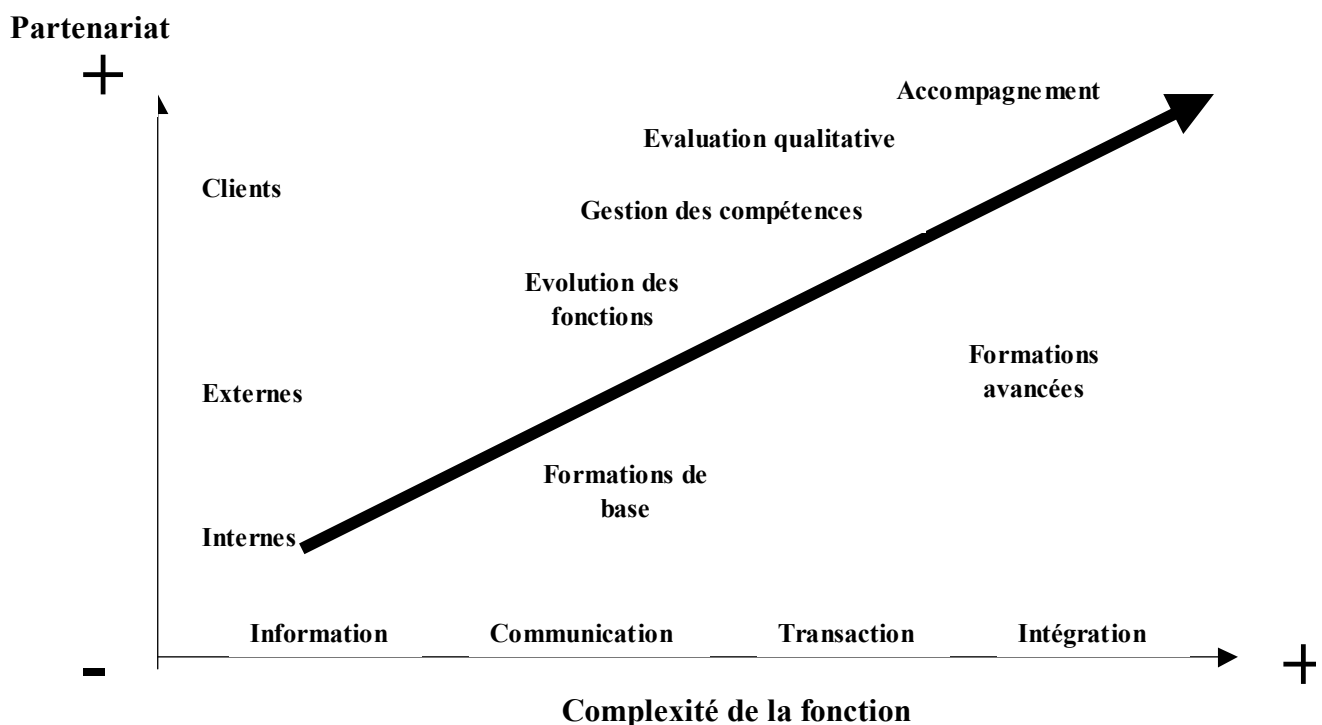 Partenariat
+
Accompagnement
Evaluation qualitative
Clients
Gestion des compétences
Evolution des
fonctions
Formations
avancées
Externes
Formations de
base
Internes
Information
Communication
Transaction
Intégration
-
+
Complexité de la fonction